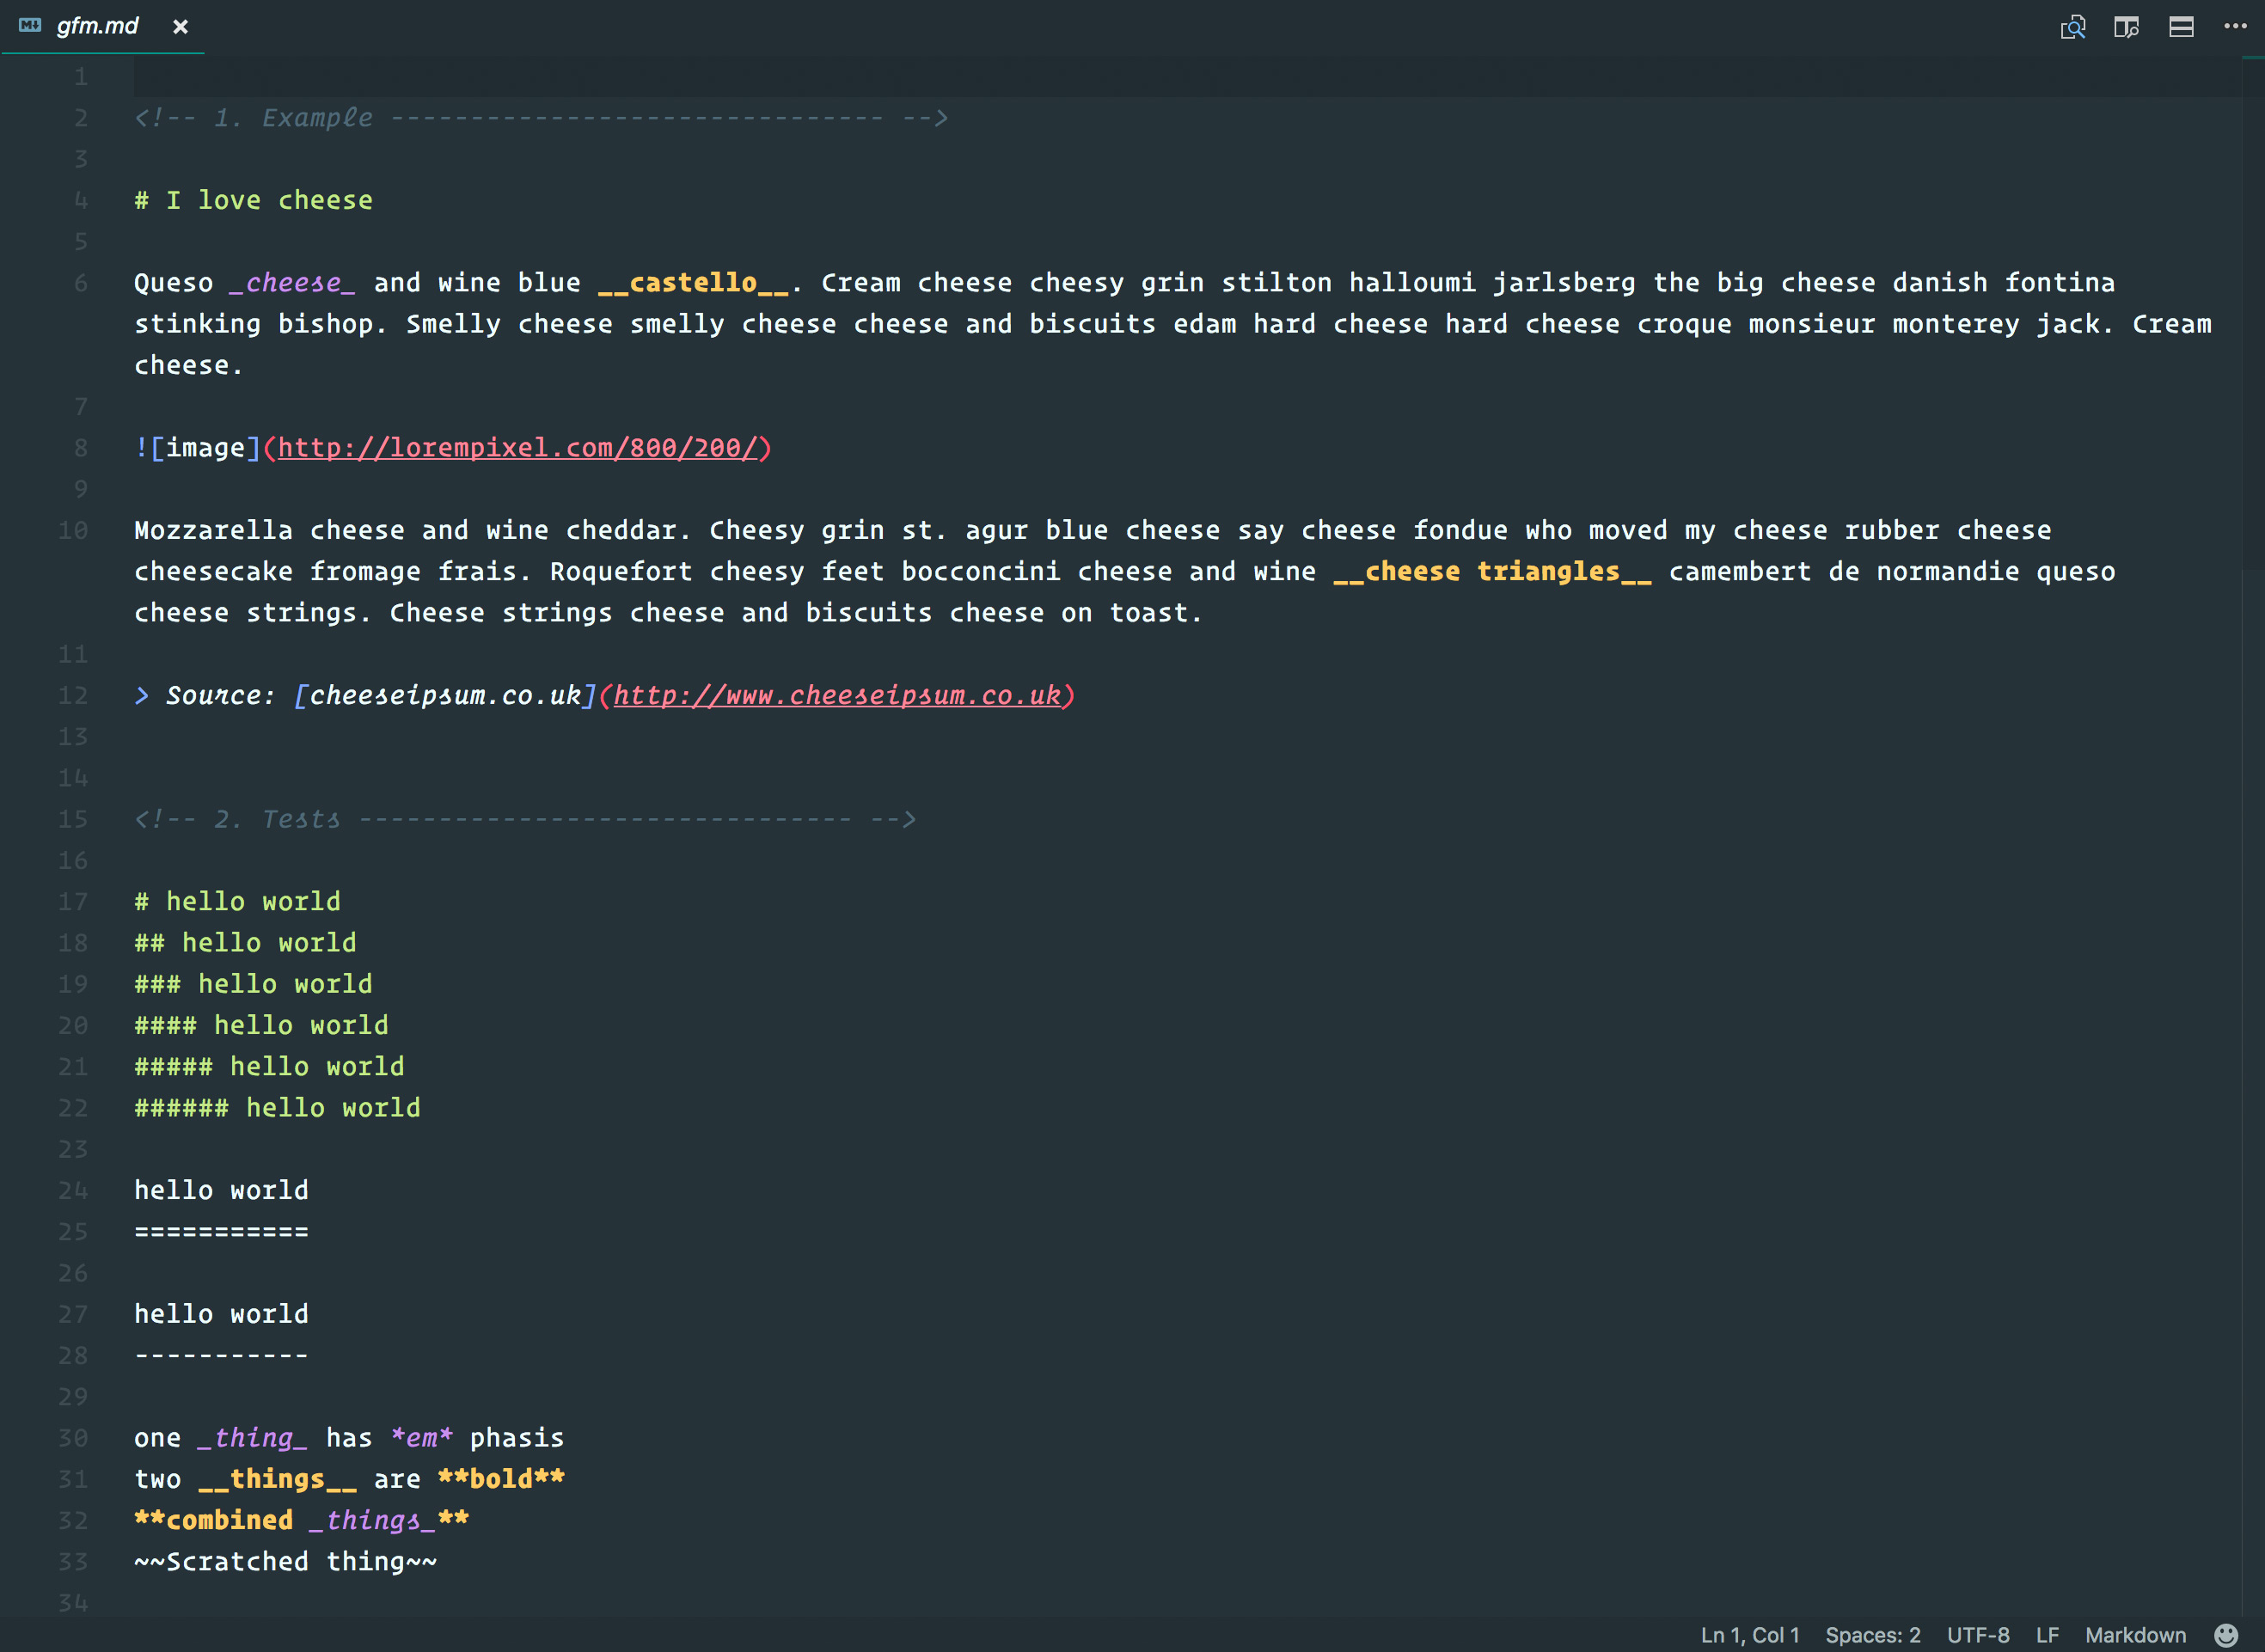 gfm.md
1
2 <!-- 1. Example ------------------------------- -->
3
4 # I love cheese
5
6 Queso _cheese_ and wine blue __castello__. Cream cheese cheesy grin stilton halloumi jarlsberg the big cheese danish fontina
stinking bishop. Smelly cheese smelly cheese cheese and biscuits edam hard cheese hard cheese croque monsieur monterey jack. Cream
cheese.
7
8 ![image](http://lorempixel.com/800/200/)
9
10 Mozzarella cheese and wine cheddar. Cheesy grin st. agur blue cheese say cheese fondue who moved my cheese rubber cheese
cheesecake fromage frais. Roquefort cheesy feet bocconcini cheese and wine __cheese triangles__ camembert de normandie queso
cheese strings. Cheese strings cheese and biscuits cheese on toast.
11
12 > Source: [cheeseipsum.co.uk](http://www.cheeseipsum.co.uk)
13
14
15 <!-- 2. Tests ------------------------------- -->
16
17 # hello world
18 ## hello world
19 ### hello world
20 #### hello world
21 ##### hello world
22 ###### hello world
23
24 hello world
25 ===========
26
27 hello world
28 -----------
29
30 one _thing_ has *em* phasis
31 two __things__ are **bold**
32 **combined _things_**
33 ~~Scratched thing~~
34
Ln 1, Col 1 Spaces: 2 UTF-8 LF Markdown